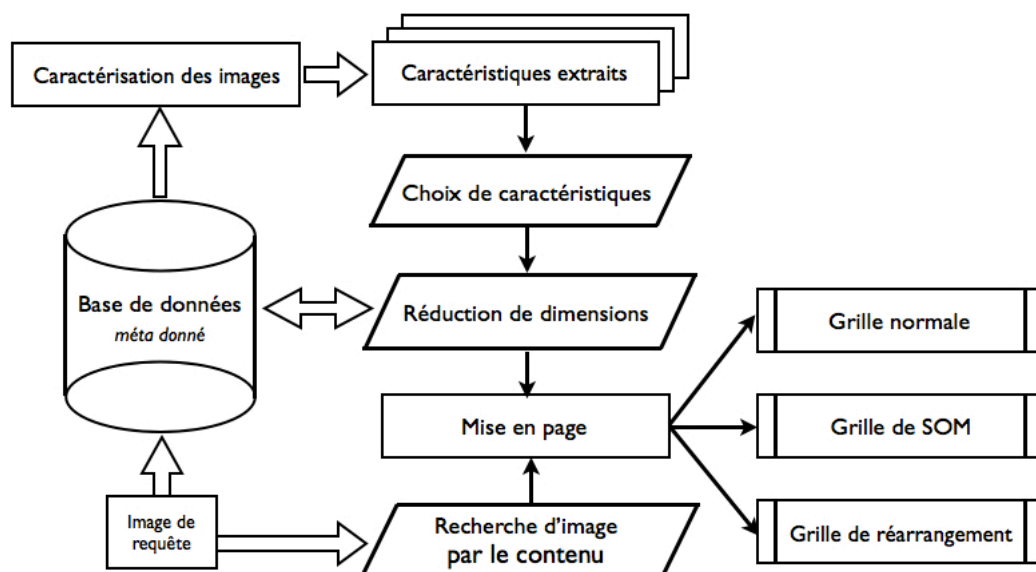 Caractérisation des images
Caractéristiques extraits
Choix de caractéristiques
Base de données
méta donné
Réduction de dimensions
Grille normale
Mise en page
Grille de SOM
Image de
requête
Recherche d'image
par le contenu
Grille de réarrangement